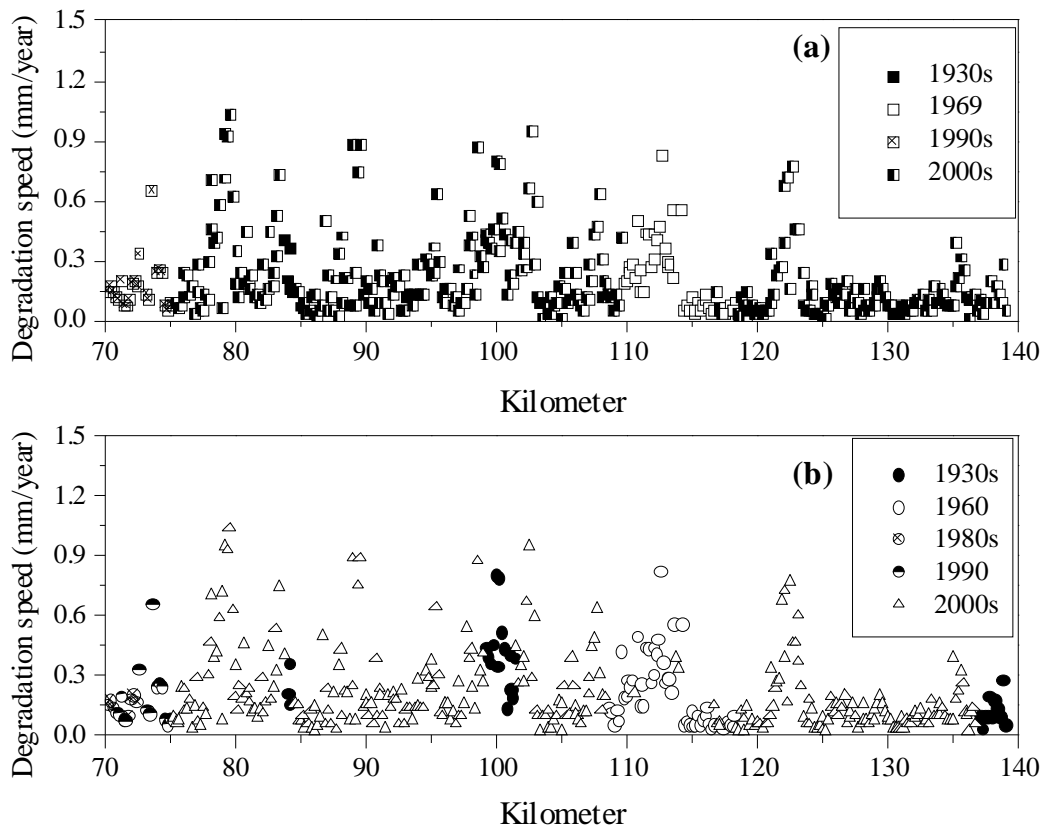 (a)
Degradation speed (mm/year)
1.5
1.2
0.9
0.6
0.3
0.0
1930s
1969
1990s
2000s
70 80 90 100 110 120 130 140
Kilometer
(b)
Degradation speed (mm/year)
1.5
1.2
0.9
0.6
0.3
0.0
1930s
1960
1980s
1990
2000s
70 80 90 100 110 120 130 140
Kilometer